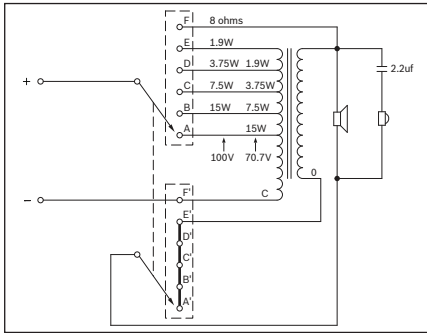 F 8 ohms
E 1.9W
D 3.75W 1.9W
C 7.5W 3.75W
B 15W 7.5W
A 15W
100V 70.7V
2.2uf
+
0
C
−
F'
E'
D'
C'
B'
A'